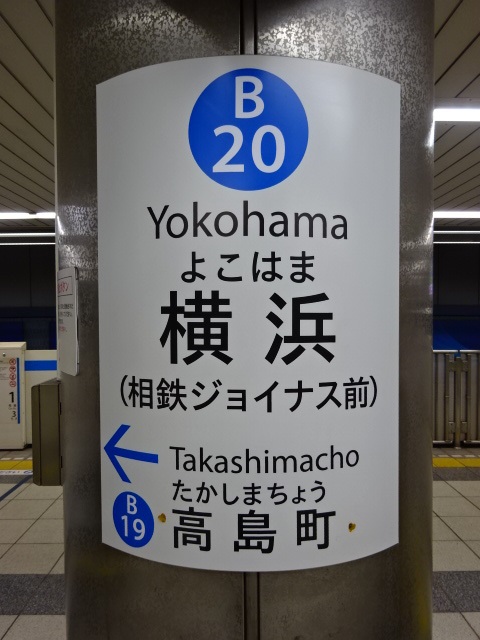 B
20
Yokohama
よこはま
横浜
(相鉄ジョイナス前)
Takashimacho
たかしまちょう
B
19
高島町
1